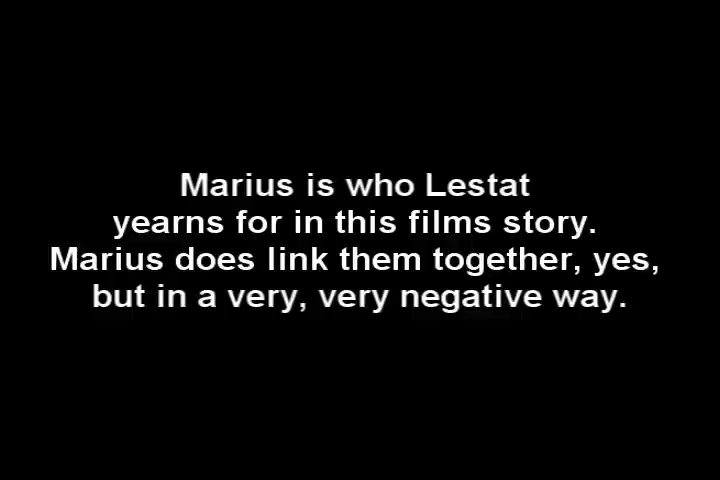 Marius is who Lestat
yearns for in this films story.
Marius does link them together, yes,
but in a very, very negative way.